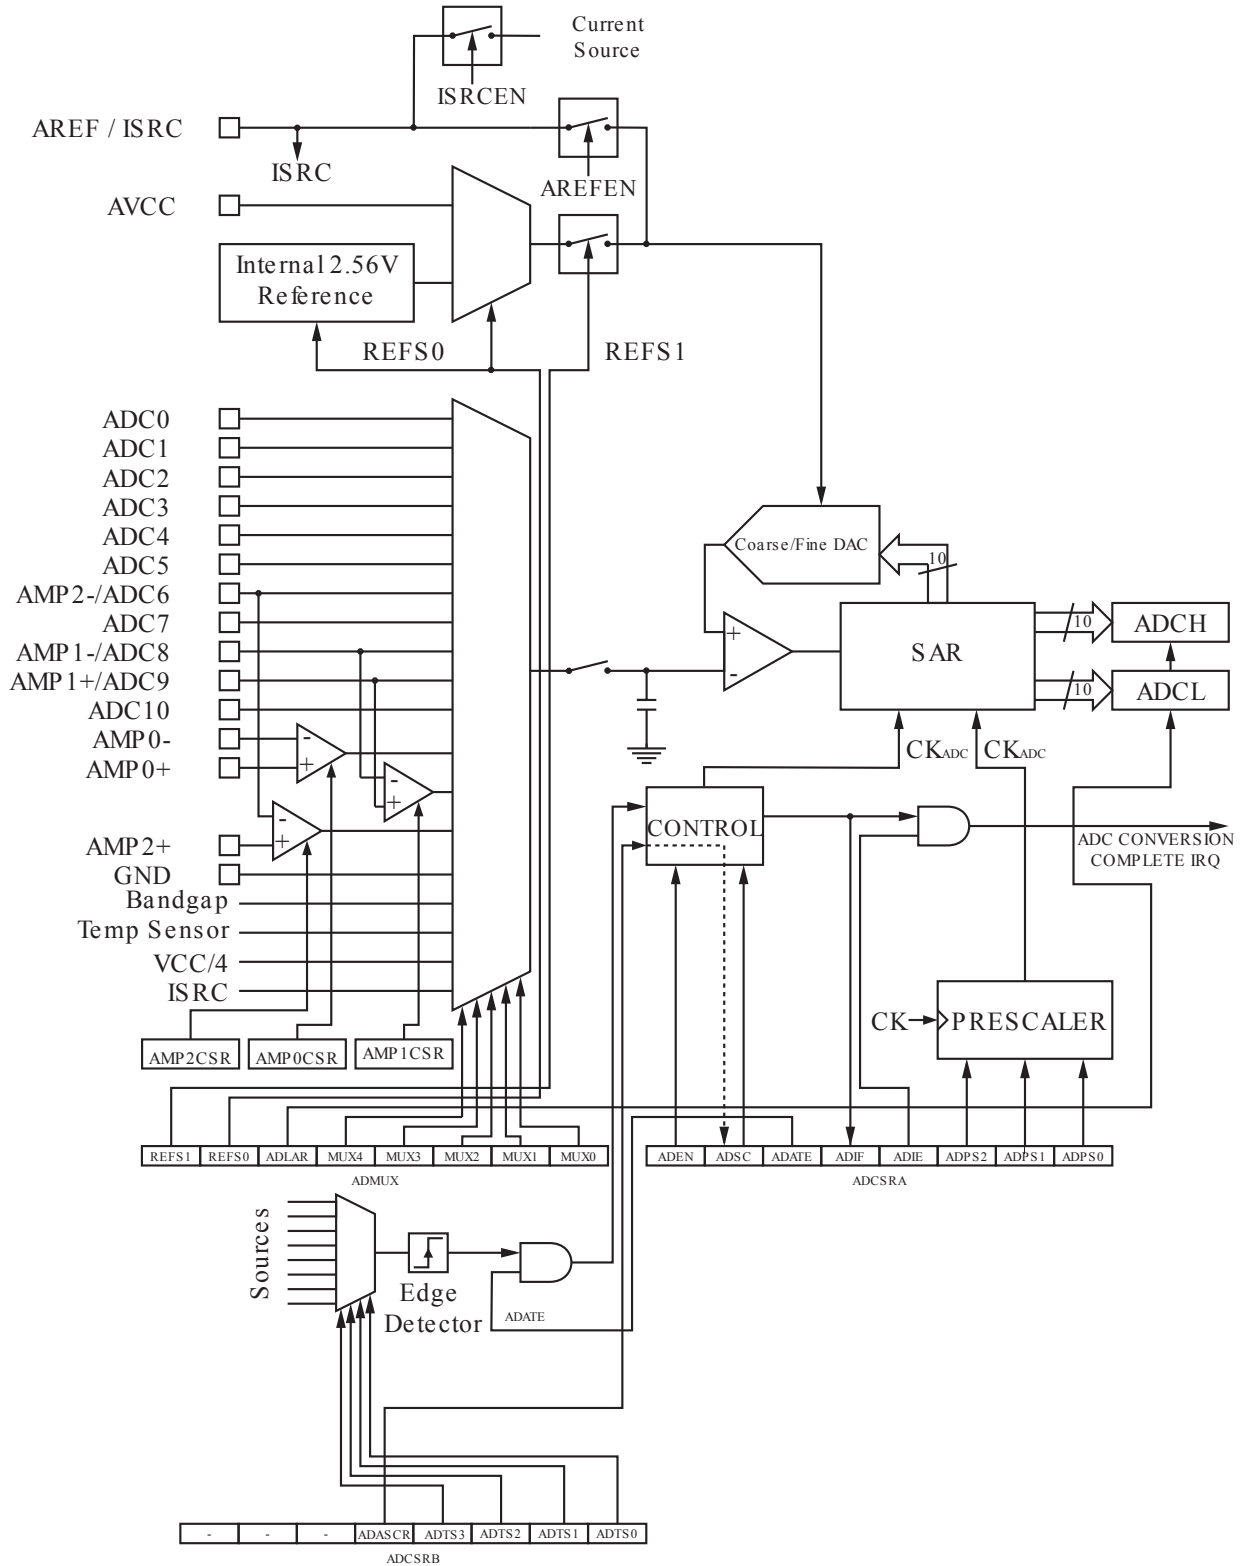 Current
Source
ISRCEN
AREF / ISRC
ISRC
AREFEN
AVCC
Internal 2.56V
Reference
REFS0
REFS1
ADC0
ADC1
ADC2
ADC3
ADC4
ADC5
AMP2-/ADC6
ADC7
AMP1-/ADC8
AMP1+/ADC9
ADC10
AMP0-
AMP0+
AMP2+
GND
Bandgap
Temp Sensor
VCC/4
ISRC
-
+
-
+
-
+
AMP2CSR
AMP0CSR
AMP1CSR
Coarse/Fine DAC
10
+
-
SAR
10
ADCH
10
ADCL
CKADC
CKADC
CONTROL
ADC CONVERSION
COMPLETE IRQ
CK
PRESCALER
REFS1 REFS0 ADLAR MUX4 MUX3 MUX2 MUX1 MUX0
ADMUX
ADEN ADSC ADATE ADIF ADIE ADPS2 ADPS1 ADPS0
ADCSRA
Sources
Edge
Detector
ADATE
- - - ADASCR ADTS3 ADTS2 ADTS1 ADTS0
ADCSRB